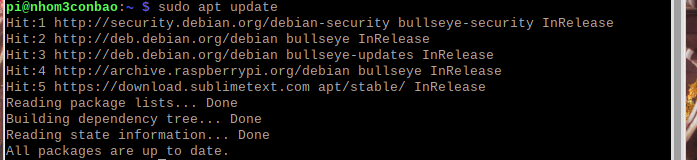 pi@nhom3conbao:~ $ sudo apt update
Hit:1 http://security.debian.org/debian-security bullseye-security InRelease
Hit:2 http://deb.debian.org/debian bullseye InRelease
Hit:3 http://deb.debian.org/debian bullseye-updates InRelease
Hit:4 http://archive.raspberrypi.org/debian bullseye InRelease
Hit:5 https://download.sublimetext.com apt/stable/ InRelease
Reading package lists... Done
Building dependency tree... Done
Reading state information... Done
All packages are up to date.